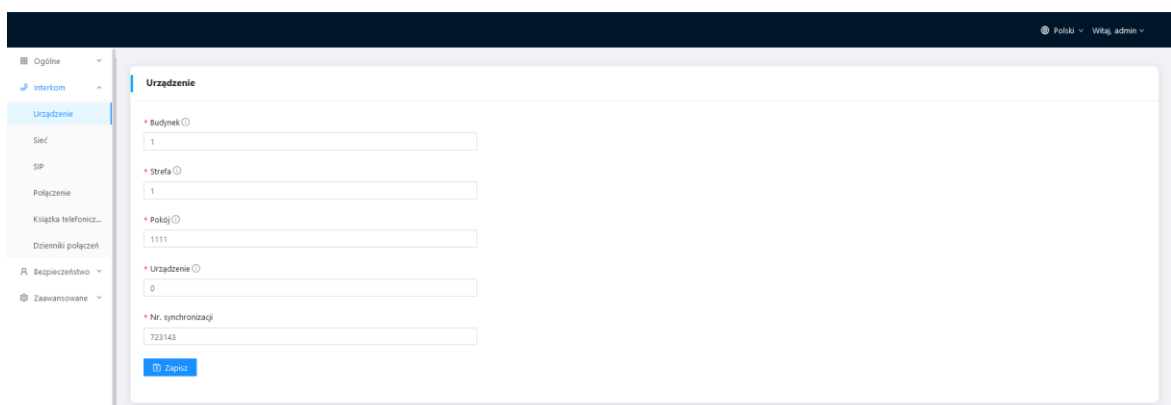 Polski Witaj, admin
Ogólne
Interkom
Urządzenie
Sieć
SIP
Połączenie
Książka telefonicz...
Dzienniki połączeń
Bezpieczeństwo
Zaawansowane
Urządzenie
* Budynek
1
* Strefa
1
* Pokój
1111
* Urządzenie
0
* Nr. synchronizacji
723143
Zapisz